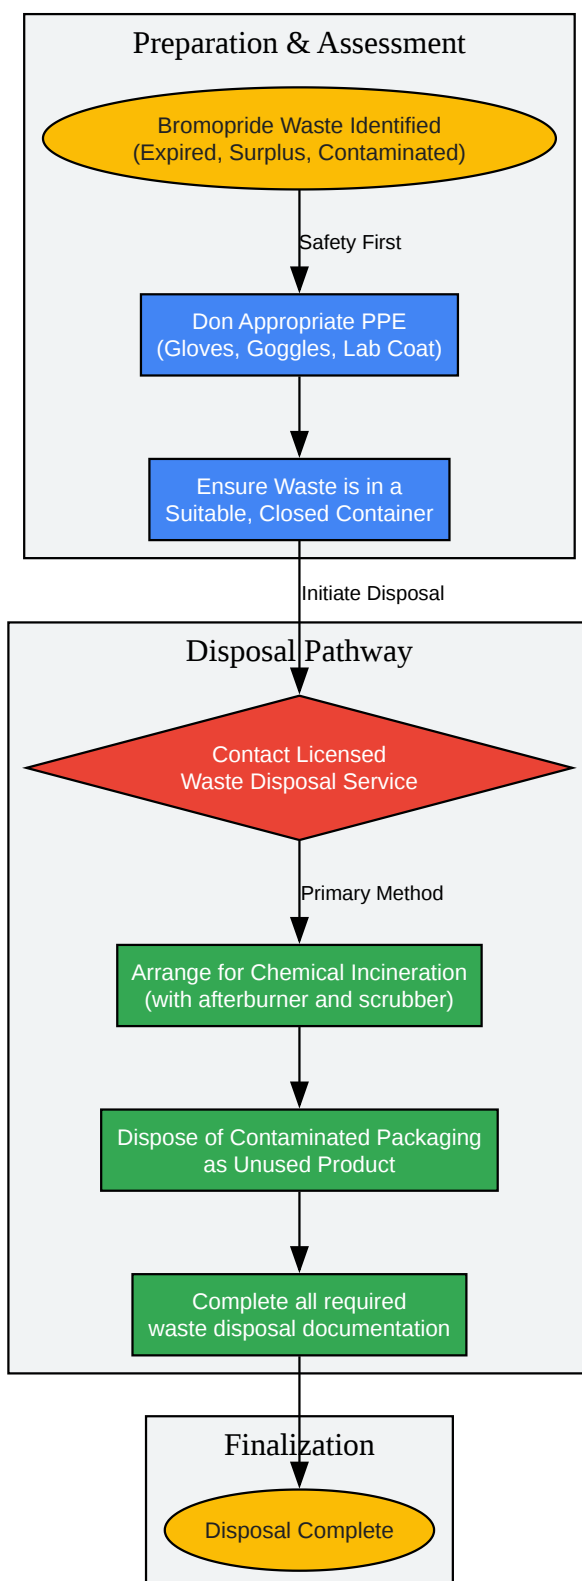 Preparation & Assessment
Bromopride Waste Identified
(Expired, Surplus, Contaminated)
Safety First
Don Appropriate PPE
(Gloves, Goggles, Lab Coat)
Ensure Waste is in a
Suitable, Closed Container
Initiate Disposal
Disposal Pathway
Contact Licensed
Waste Disposal Service
Primary Method
Arrange for Chemical Incineration
(with afterburner and scrubber)
Dispose of Contaminated Packaging
as Unused Product
Complete all required
waste disposal documentation
Finalization
Disposal Complete